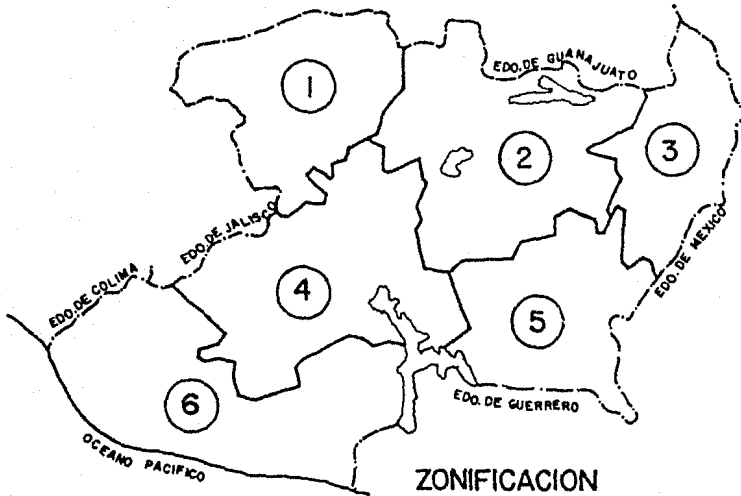 1
EDO. DE GUANAJUATO
2
3
EDO. DE JALISCO
EDO. DE COLIMA
4
EDO. DE MEXICO
5
6
EDO. DE GUERRERO
OCEANO PACIFICO
ZONIFICACION